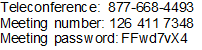 Teleconference:  877-668-4493
Meeting number: 126 411 7348
Meeting password: FFwd7vX4